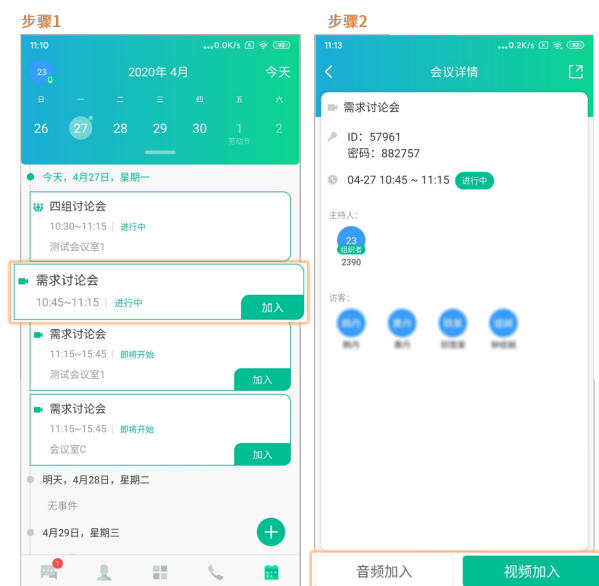 步骤1
11:10
...0.0K/s
23
2020年 4月
今天
日 一 二 三 四 五 六
26 27 28 29 30 1 2
劳动节
今天，4月27日，星期一
四组讨论会
10:30~11:15 进行中
测试会议室1
需求讨论会
10:45~11:15 进行中
加入
需求讨论会
11:15~15:45 即将开始
测试会议室1
加入
需求讨论会
11:15~15:45 即将开始
会议室C
加入
明天，4月28日，星期二
无事件
4月29日，星期三
1
步骤2
11:13
...0.2K/s
会议详情
需求讨论会
ID：57961
密码：882757
04-27 10:45 ~ 11:15 进行中
主持人：
23
组织者
2390
访客：
音频加入
视频加入